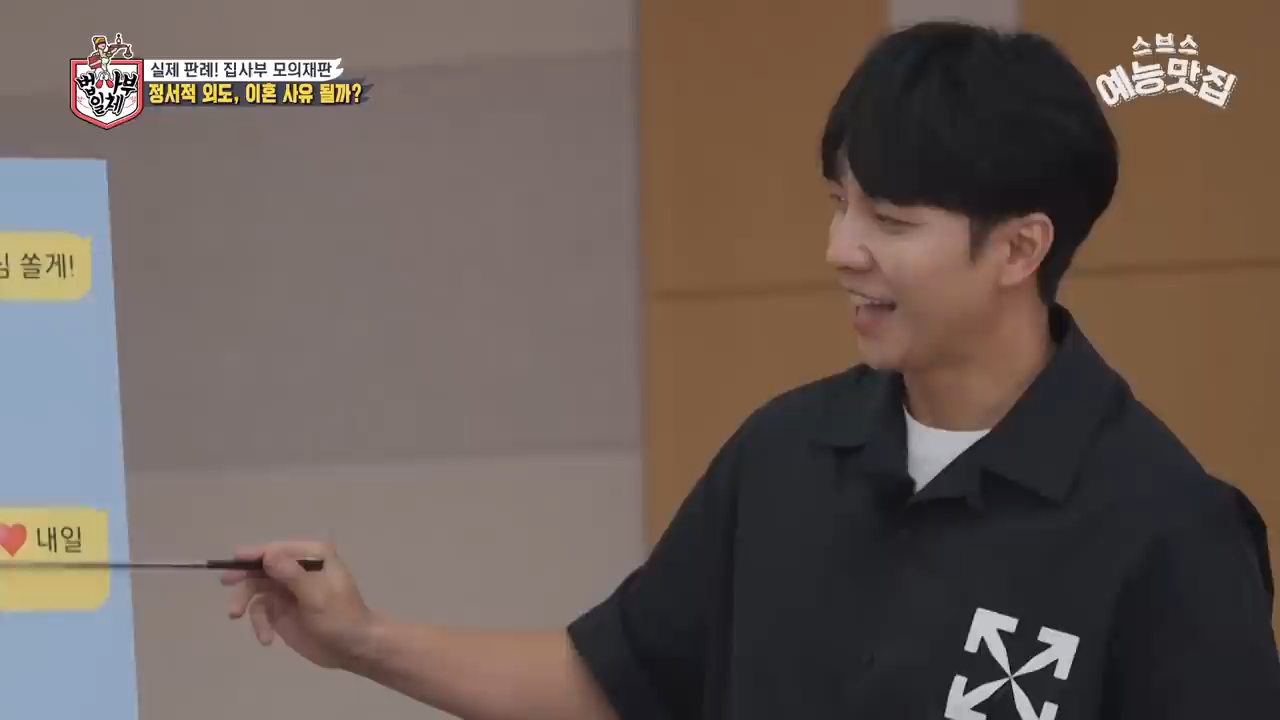 법사부일체
실제 판례! 집사부 모의재판
정서적 외도, 이혼 사유 될까?
스브스
예능맛집
쏠게!
내일